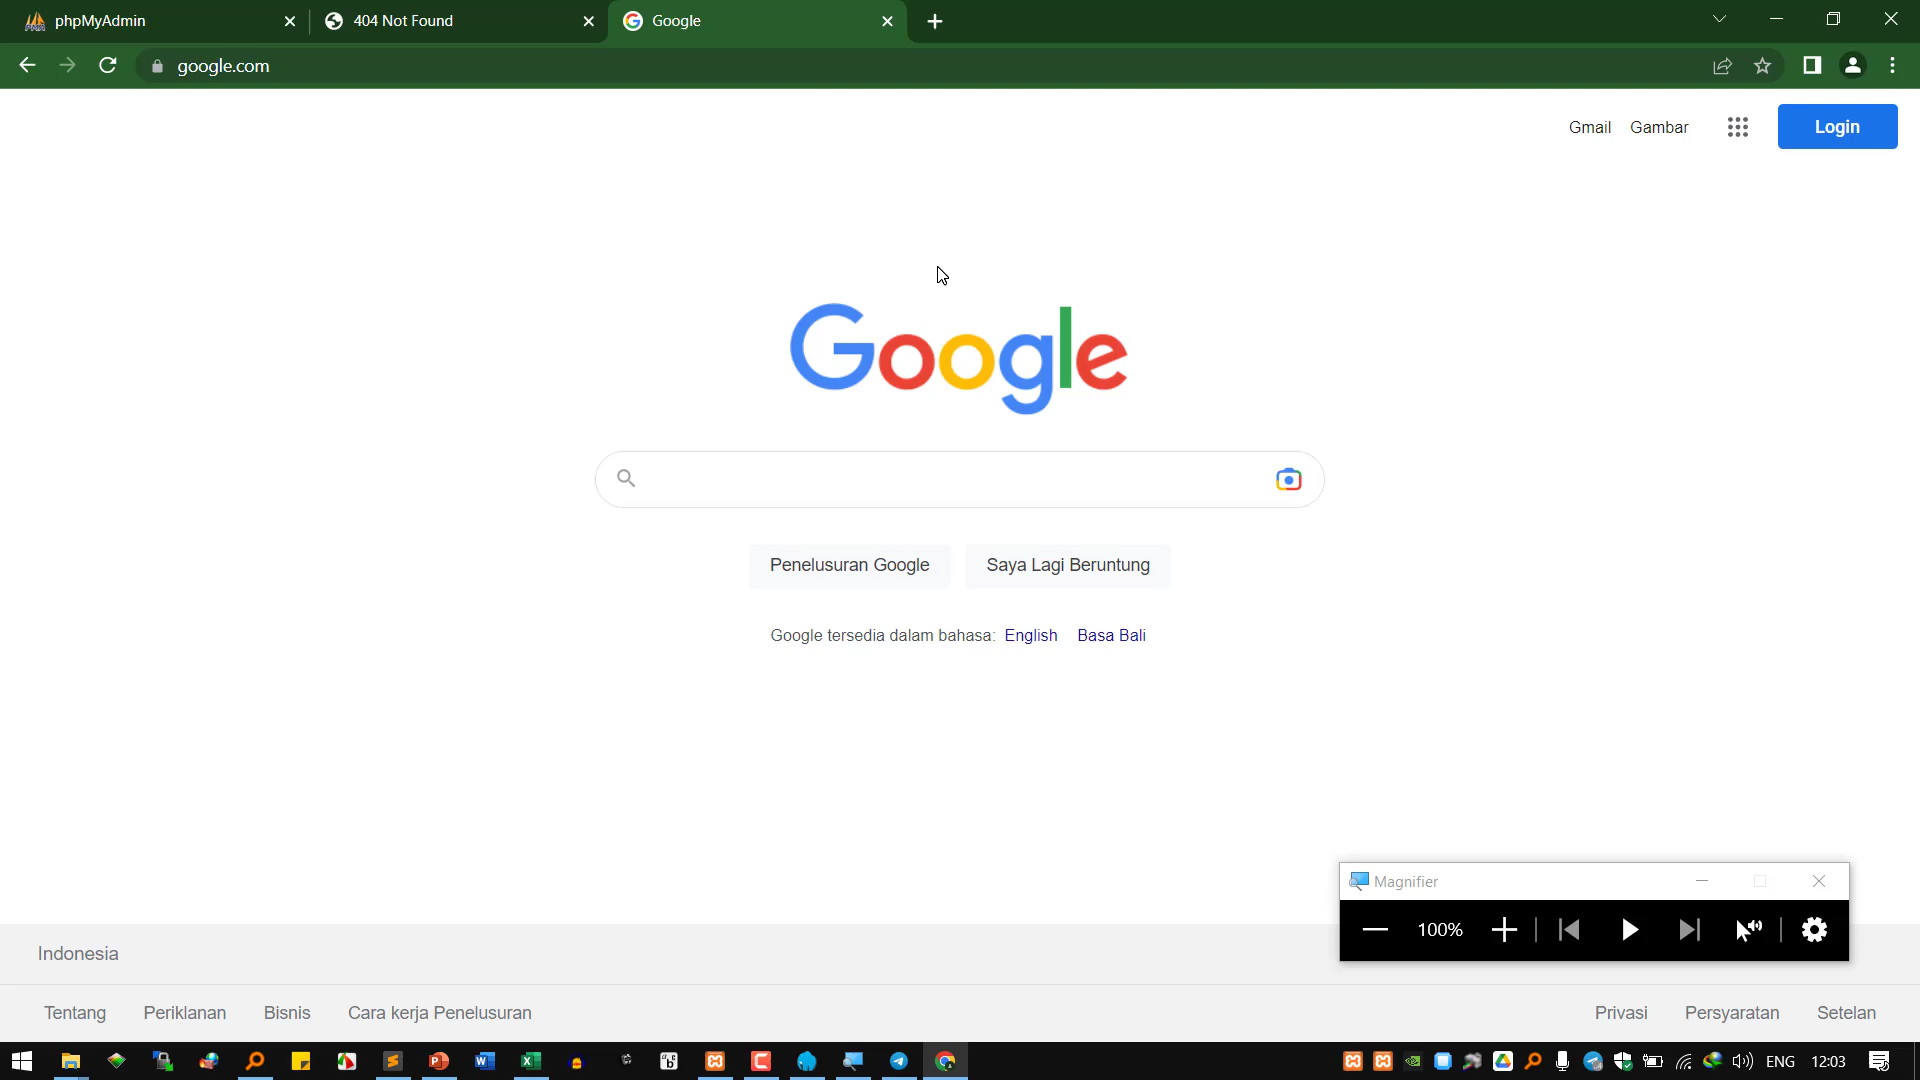 phpMyAdmin
404 Not Found
Google
google.com
Gmail
Gambar
Login
Google
Penelusuran Google
Saya Lagi Beruntung
Google tersedia dalam bahasa: English Basa Bali
Magnifier
100%
Indonesia
Tentang
Periklanan
Bisnis
Cara kerja Penelusuran
Privasi
Persyaratan
Setelan
ENG
12:03